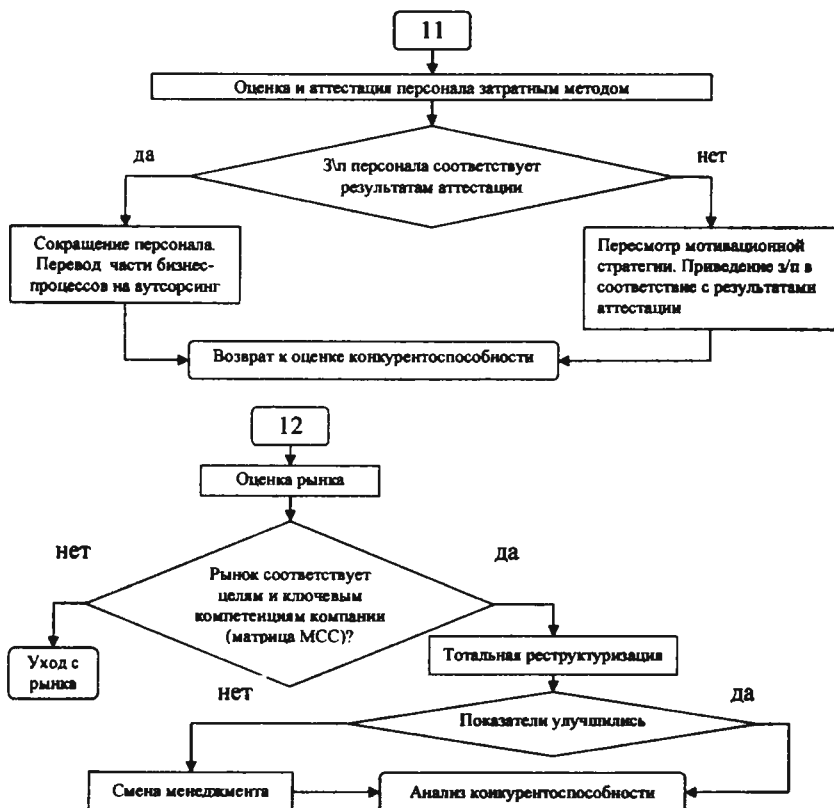 11
Оценка и аттестация персонала затратным методом
да
нет
З\п персонала соответствует
результатам аттестации
Сокращение персонала.
Перевод части бизнес-
процессов на аутсорсинг
Пересмотр мотивационной
стратегии. Приведение з/п в
соответствие с результатами
аттестации
Возврат к оценке конкурентоспособности
12
Оценка рынка
нет
да
Рынок соответствует
целям и ключевым
компетенциям компании
(матрица МСС)?
Уход с
рынка
Тотальная реструктуризация
нет
да
Показатели улучшились
Смена менеджмента
Анализ конкурентоспособности